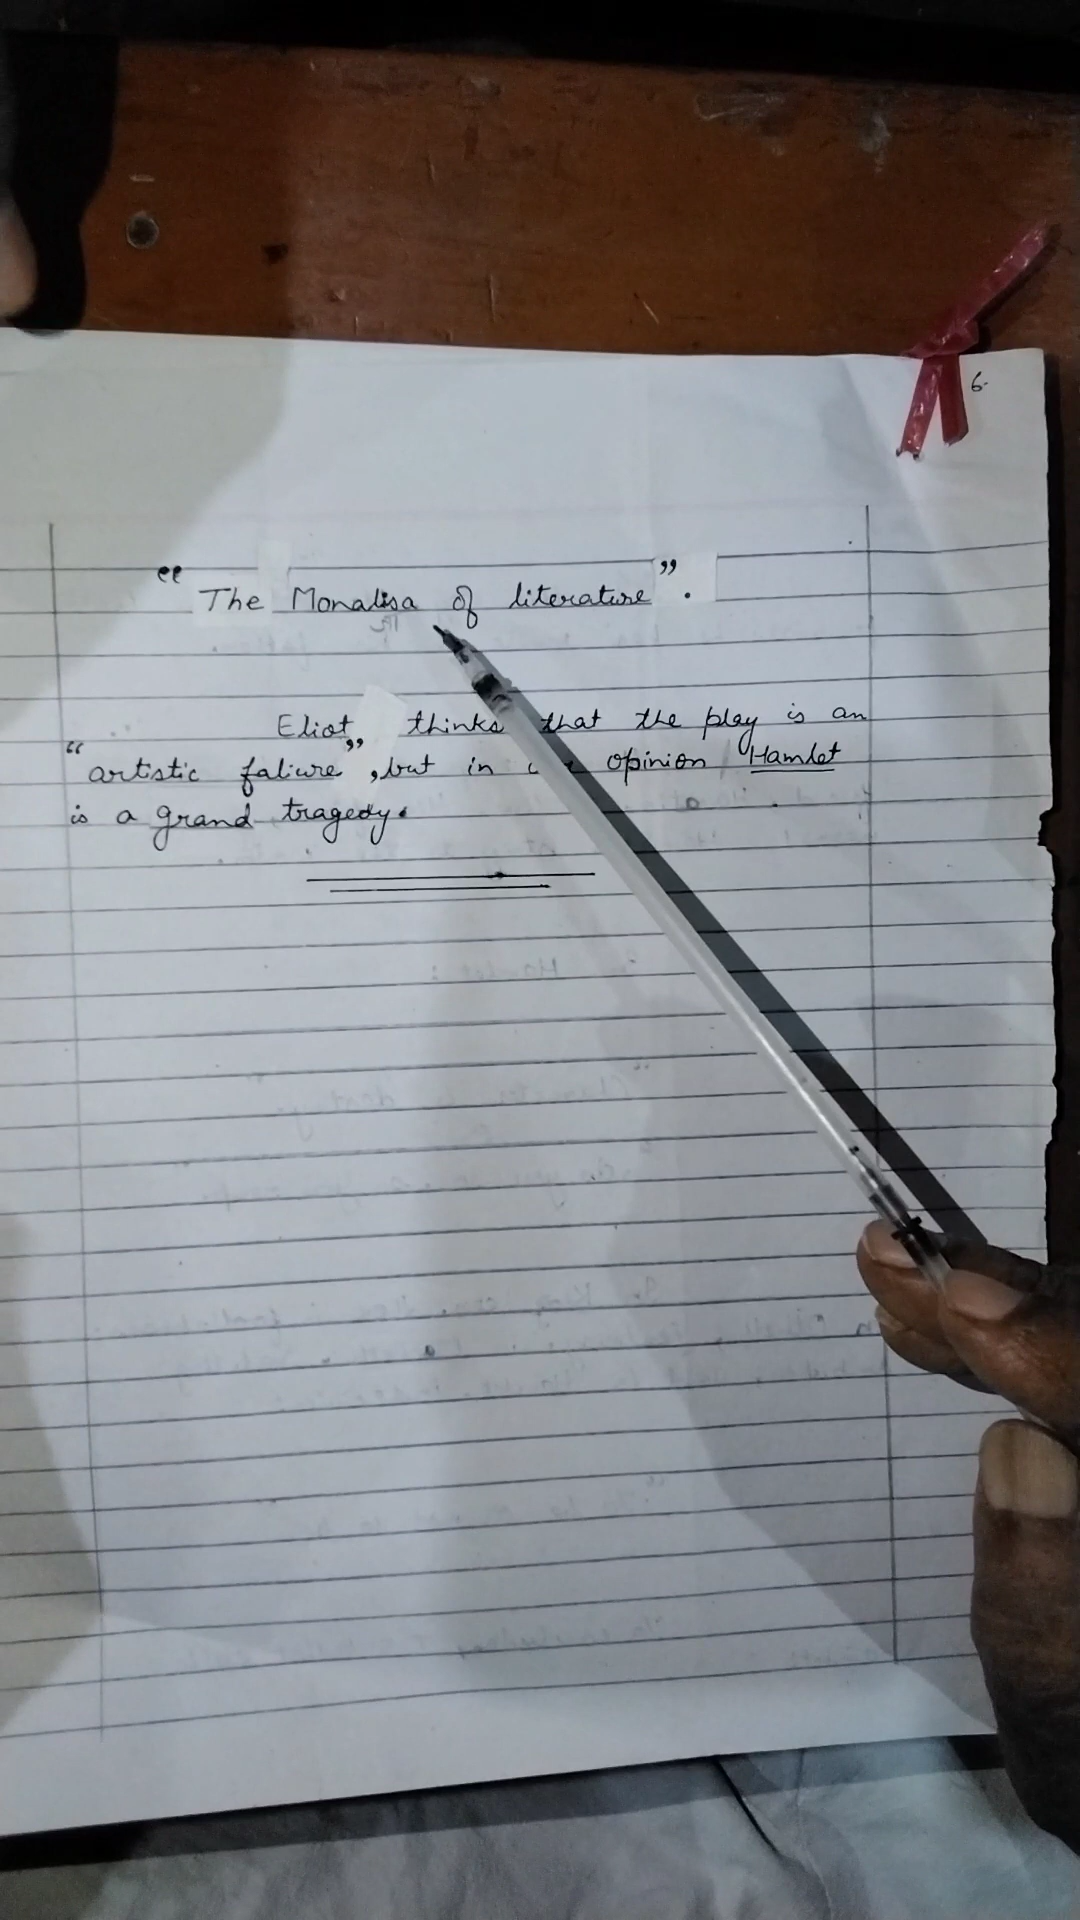 6.
"The Monalisa of literature".
Eliot thinks that the play is an
"artistic faliure", but in opinion Hamlet
is a grand tragedy.